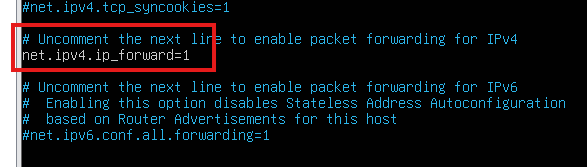 #net.ipv4.tcp_syncookies=1
# Uncomment the next line to enable packet forwarding for IPv4
net.ipv4.ip_forward=1
# Uncomment the next line to enable packet forwarding for IPv6
#  Enabling this option disables Stateless Address Autoconfiguration
#  based on Router Advertisements for this host
#net.ipv6.conf.all.forwarding=1